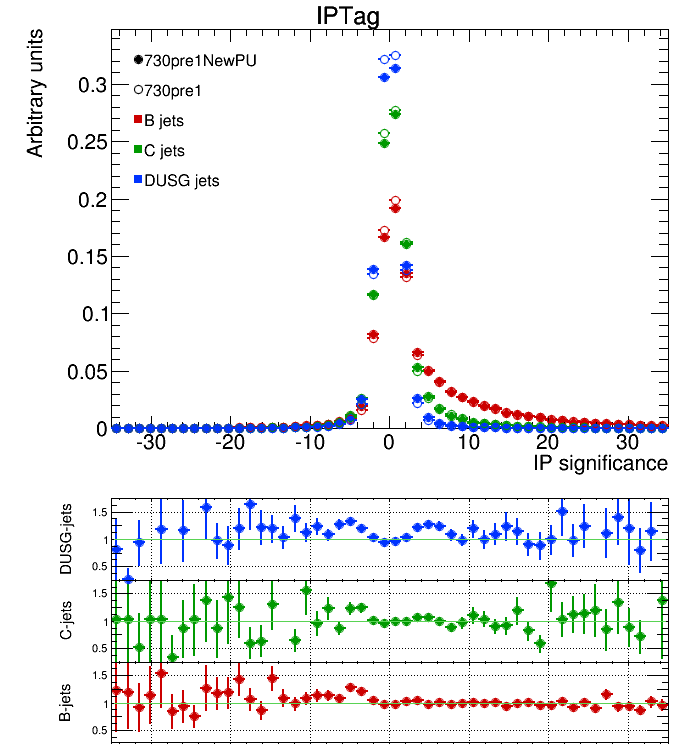 IPTag
Arbitrary units
730pre1NewPU
730pre1
B jets
C jets
DUSG jets
0.3
0.25
0.2
0.15
0.1
0.05
0
-30 -20 -10 0 10 20 30
IP significance
DUSG-jets
1.5
1
0.5
C-jets
1.5
1
0.5
B-jets
1.5
1
0.5